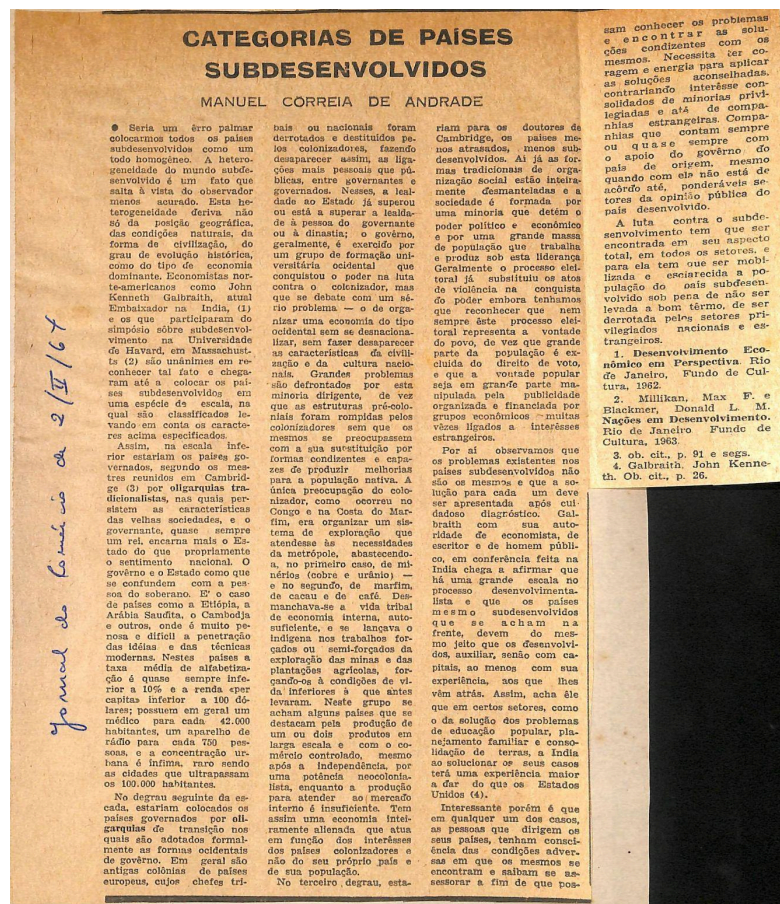 CATEGORIAS DE PAÍSES
SUBDESENVOLVIDOS
MANUEL CORREIA DE ANDRADE
● Seria um êrro palmar
colocarmos todos os países
subdesenvolvidos como um
todo homogêneo. A hetero-
geneidade do mundo subde-
senvolvido é um fato que
salta à vista do observador
menos acurado. Esta he-
terogeneidade deriva não
só da posição geográfica,
das condições naturais, da
forma de civilização, do
grau de evolução histórica,
como do tipo de economia
dominante. Economistas nor-
te-americanos como John
Kenneth Galbraith, atual
Embaixador na India, (1)
e os que participaram do
simpósio sôbre subdesenvol-
vimento na Universidade
de Havard, em Massachust-
ts (2) são unânimes em re-
conhecer tal fato e chega-
ram até a colocar os paí-
ses subdesenvolvidos em
uma espécie de escala, na
qual são classificados le-
vando em conta os caracte-
res acima especificados.
Assim, na escala infe-
rior estariam os países go-
vernados, segundo os mes-
tres reunidos em Cambrid-
ge (3) por oligarquias tra-
dicionalistas, nas quais per-
sistem as características
das velhas sociedades, e o
governante, quase sempre
um rei, encarna mais o Es-
tado do que propriamente
o sentimento nacional. O
govêrno e o Estado como que
se confundem com a pes-
soa do soberano. E' o caso
de países como a Etiópia, a
Arábia Saudita, o Cambodja
e outros, onde é muito pe-
nosa e difícil a penetração
das idéias e das técnicas
modernas. Nestes países a
taxa média de alfabetiza-
ção é quase sempre infe-
rior a 10% e a renda «per
capita» inferior a 100 dó-
lares; possuem em geral um
médico para cada 42.000
habitantes, um aparelho de
rádio para cada 750 pes-
soas, e a concentração ur-
bana é ínfima, raro sendo
as cidades que ultrapassam
os 100.000 habitantes.
No degrau seguinte da es-
cada, estariam colocados os
países governados por oli-
garquias de transição nos
quais são adotados formal-
mente as formas ocidentais
de govêrno. Em geral são
antigas colônias de países
europeus, cujos chefes tri-
bais ou nacionais foram
derrotados e destituídos pe-
los colonizadores, fazendo
desaparecer assim, as liga-
ções mais pessoais que pú-
blicas, entre governantes e
governados. Nesses, a leal-
dade ao Estado já superou
ou está a superar a lealda-
de à pessoa do governante
ou à dinastia; o govêrno,
geralmente, é exercido por
um grupo de formação uni-
versitária ocidental que
conquistou o poder na luta
contra o colonizador, mas
que se debate com um sé-
rio problema — o de orga-
nizar uma economia do tipo
ocidental sem se desnaciona-
lizar, sem fazer desaparecer
as características da civili-
zação e da cultura nacio-
nais. Grandes problemas
são defrontados por esta
minoria dirigente, de vez
que as estruturas pré-colo-
niais foram rompidas pelos
colonizadores sem que os
mesmos se preocupassem
com a sua substituição por
formas condizentes e capa-
zes de produzir melhorias
para a população nativa. A
única preocupação do colo-
nizador, como ocorreu no
Congo e na Costa do Mar-
fim, era organizar um sis-
tema de exploração que
atendesse às necessidades
da metrópole, abastecendo-
a, no primeiro caso, de mi-
nérios (cobre e urânio) —
e no segundo, de marfim,
de cacau e de café. Des-
manchava-se a vida tribal
de economia interna, auto-
suficiente, e se lançava o
indígena nos trabalhos for-
çados ou semi-forçados da
exploração das minas e das
plantações agrícolas, for-
çando-os à condições de vi-
da inferiores à que antes
levaram. Neste grupo se
acham alguns países que se
destacam pela produção de
um ou dois produtos em
larga escala e com o co-
mércio controlado, mesmo
após a independência, por
uma potência neocolonia-
lista, enquanto a produção
para atender ao mercado
interno é insuficiente. Tem
assim uma economia intei-
ramente alienada que atua
em função dos interêsses
dos países colonizadores e
não do seu próprio país e
de sua população.
No terceiro degrau, esta-
riam para os doutores de
Cambridge, os países me-
nos atrasados, menos sub-
desenvolvidos. Aí já as for-
mas tradicionais de orga-
nização social estão inteira-
mente desmanteladas e a
sociedade é formada por
uma minoria que detém o
poder político e econômico
e por uma grande massa
de população que trabalha
e produz sob esta liderança
Geralmente o processo elei-
toral já substituiu os atos
de violência na conquista
do poder embora tenhamos
que reconhecer que nem
sempre êste processo elei-
toral representa a vontade
do povo, de vez que grande
parte da população é ex-
cluída do direito de voto,
e que a vontade popular
seja em grande parte ma-
nipulada pela publicidade
organizada e financiada por
grupos econômicos muitas
vêzes ligados a interêsses
estrangeiros.
Por aí observamos que
os problemas existentes nos
países subdesenvolvidos não
são os mesmos e que a so-
lução para cada um deve
ser apresentada após cui-
dadoso diagnóstico. Gal-
braith com sua auto-
ridade de economista, de
escritor e de homem públi-
co, em conferência feita na
India chega a afirmar que
há uma grande escala no
processo desenvolvimenta-
lista e que os países
mesmo subdesenvolvidos
que se acham na
frente, devem do mes-
mo jeito que os desenvolvi-
dos, auxiliar, senão com ca-
pitais, ao menos com sua
experiência, aos que lhes
vêm atrás. Assim, acha êle
que em certos setores, como
o da solução dos problemas
de educação popular, pla-
nejamento familiar e conso-
lidação de terras, a India
ao solucionar os seus casos
terá uma experiência maior
a dar do que os Estados
Unidos (4).
Interessante porém é que
em qualquer um dos casos,
as pessoas que dirigem os
seus países, tenham consci-
ência das condições adver-
sas em que os mesmos se
encontram e saibam se as-
sessorar a fim de que pos-
sam conhecer os problemas
e encontrar as solu-
ções condizentes com os
mesmos. Necessita ter co-
ragem e energia para aplicar
as soluções aconselhadas,
contrariando interêsse con-
solidados de minorias privi-
legiadas e até de compa-
nhias estrangeiras. Compa-
nhias que contam sempre
ou quase sempre com
o apoio do govêrno do
país de origem, mesmo
quando com ela não está de
acôrdo até, ponderáveis se-
tores da opinião pública do
país desenvolvido.
A luta contra o subde-
senvolvimento tem que ser
encontrada em seu aspecto
total, em todos os setores, e
para ela tem que ser mobi-
lizada e esclarecida a po-
pulação do país subdesen-
volvido sob pena de não ser
levada a bom têrmo, de ser
derrotada pelos setores pri-
vilegiados nacionais e es-
trangeiros.
1. Desenvolvimento Eco-
nômico em Perspectiva. Rio
de Janeiro, Fundo de Cul-
tura, 1962.
2. Millikan, Max F. e
Blackmer, Donald L. M.
Nações em Desenvolvimento.
Rio de Janeiro Fundo de
Cultura, 1963.
3. ob. cit., p. 91 e segs.
4. Galbraith, John Kenne-
th. Ob. cit., p. 26.
Jornal do Comércio de 2/II/64